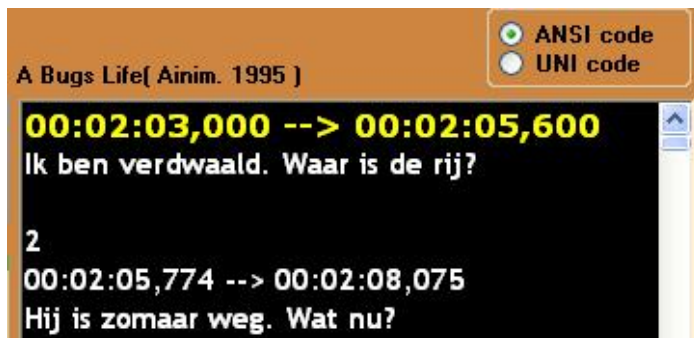 ANSI code
UNI code
A Bugs Life( Ainim. 1995 )
00:02:03,000 --> 00:02:05,600
Ik ben verdwaald. Waar is de rij?
2
00:02:05,774 --> 00:02:08,075
Hij is zomaar weg. Wat nu?